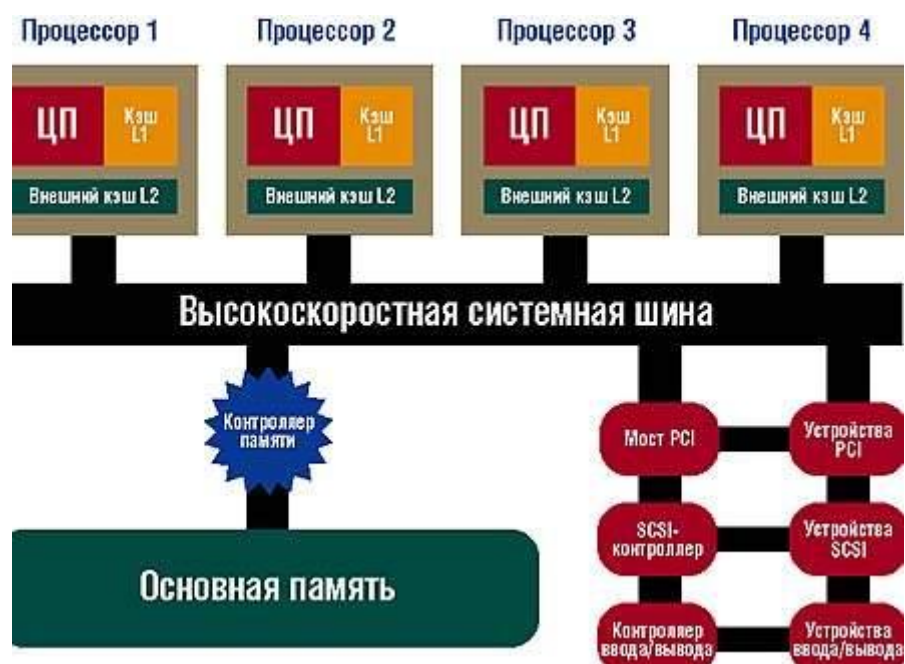 Процессор 1
Процессор 2
Процессор 3
Процессор 4
ЦП
Кэш
L1
ЦП
Кэш
L1
ЦП
Кэш
L1
ЦП
Кэш
L1
Внешний кэш L2
Внешний кэш L2
Внешний кэш L2
Внешний кэш L2
Высокоскоростная системная шина
Контроллер
памяти
Мост PCI
Устройства
PCI
SCSI-
контроллер
Устройства
SCSI
Основная память
Контроллер
ввода/вывода
Устройства
ввода/вывода